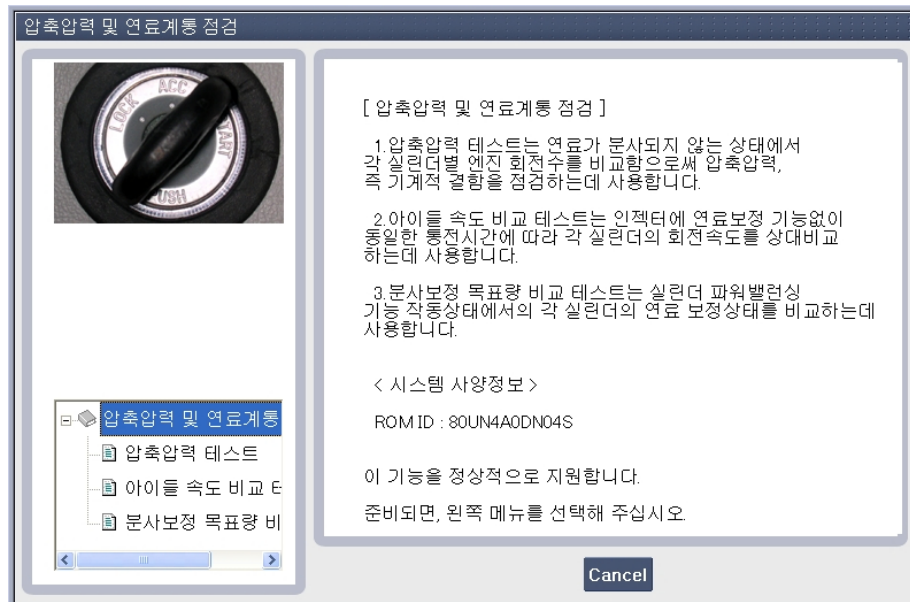 압축압력 및 연료계통 점검
LOCK
ACC
START
PUSH
압축압력 및 연료계통
압축압력 테스트
아이들 속도 비교 테
분사보정 목표량 비
[ 압축압력 및 연료계통 점검 ]
1.압축압력 테스트는 연료가 분사되지 않는 상태에서
각 실린더별 엔진 회전수를 비교함으로써 압축압력,
즉 기계적 결함을 점검하는데 사용합니다.
2.아이들 속도 비교 테스트는 인젝터에 연료보정 기능없이
동일한 통전시간에 따라 각 실린더의 회전속도를 상대비교
하는데 사용합니다.
3.분사보정 목표량 비교 테스트는 실린더 파워밸런싱
기능 작동상태에서의 각 실린더의 연료 보정상태를 비교하는데
사용합니다.
< 시스템 사양정보 >
ROM ID : 80UN4A0DN04S
이 기능을 정상적으로 지원합니다.
준비되면, 왼쪽 메뉴를 선택해 주십시오.
Cancel